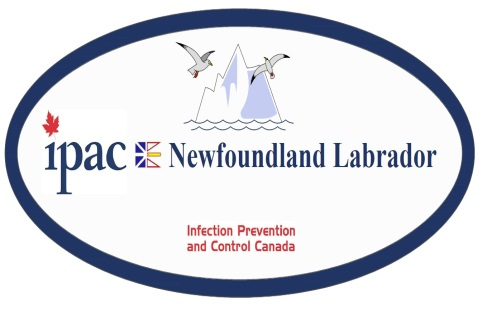 ipac Newfoundland Labrador
Infection Prevention
and Control Canada